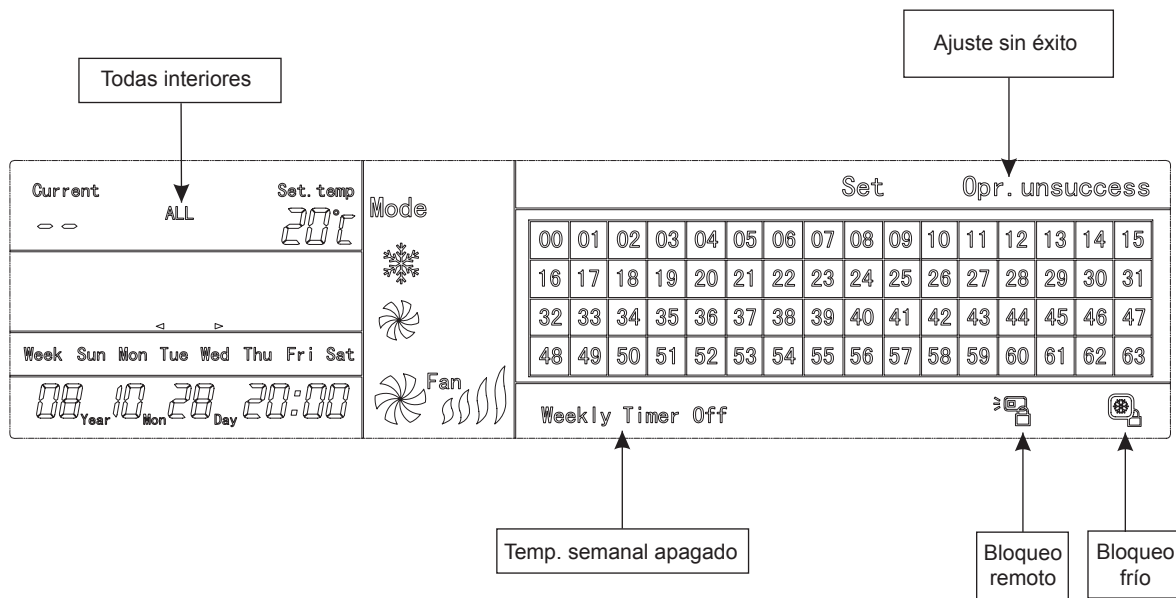 Todas interiores
Ajuste sin éxito
Current
ALL
Set. temp
-- 
20°C
Mode
Set Opr. unsuccess
00 01 02 03 04 05 06 07 08 09 10 11 12 13 14 15
16 17 18 19 20 21 22 23 24 25 26 27 28 29 30 31
32 33 34 35 36 37 38 39 40 41 42 43 44 45 46 47
48 49 50 51 52 53 54 55 56 57 58 59 60 61 62 63
Week Sun Mon Tue Wed Thu Fri Sat
08 Year 10 Mon 28 Day 20:00
Fan
Weekly Timer Off
Temp. semanal apagado
Bloqueo
remoto
Bloqueo
frío